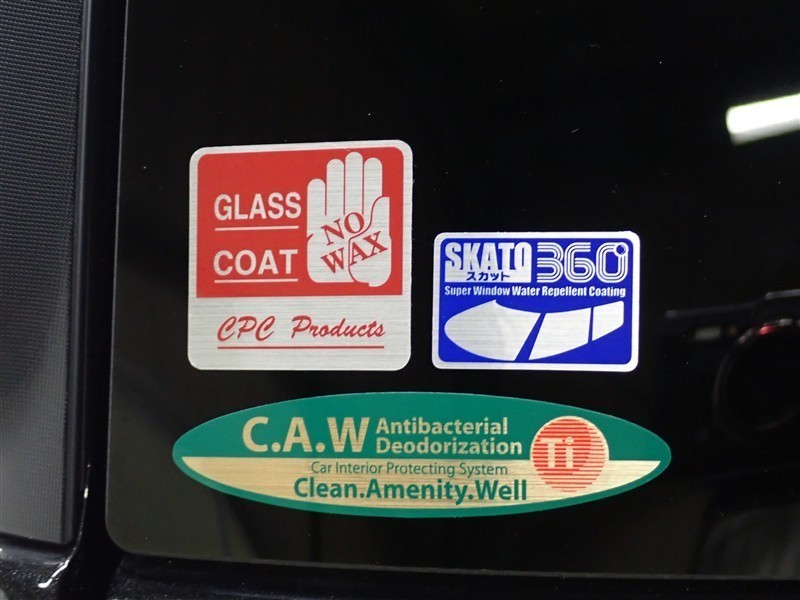 GLASS
COAT
NO
WAX
CPC Products
SKATO 360°
スカット
Super Window Water Repellent Coating
C.A.W Antibacterial
Deodorization
Ti
Car Interior Protecting System
Clean.Amenity.Well